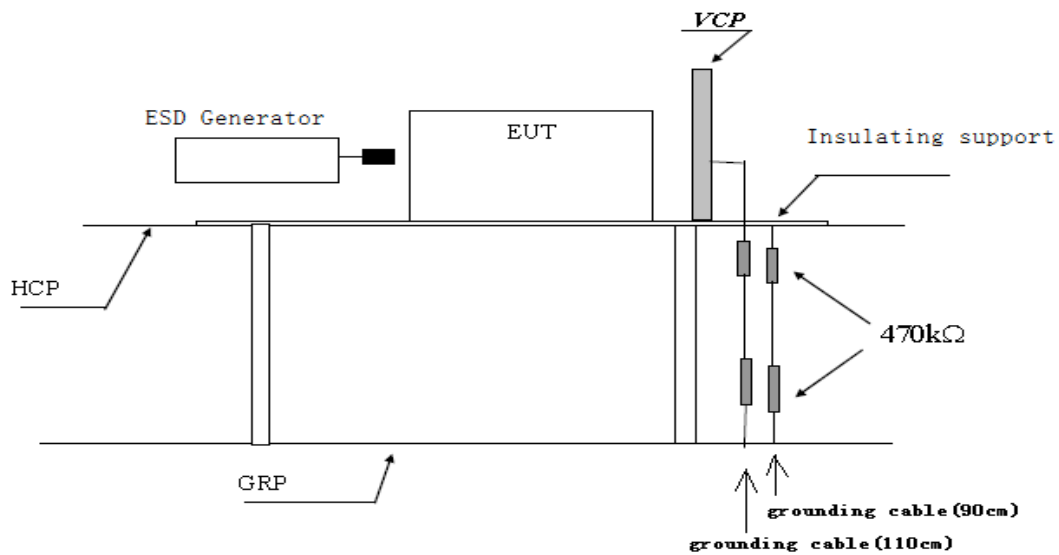 VCP
ESD Generator
EUT
Insulating support
HCP
470kΩ
GRP
grounding cable(90cm)
grounding cable(110cm)